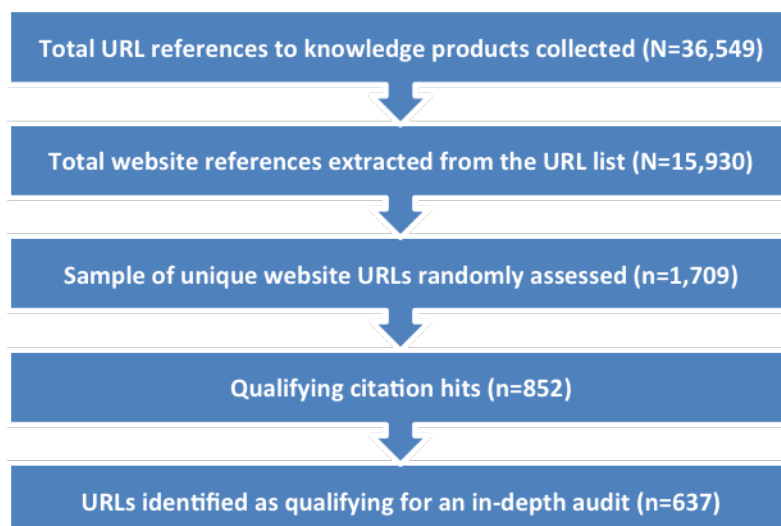 Total URL references to knowledge products collected (N=36,549)
Total website references extracted from the URL list (N=15,930)
Sample of unique website URLs randomly assessed (n=1,709)
Qualifying citation hits (n=852)
URLs identified as qualifying for an in-depth audit (n=637)